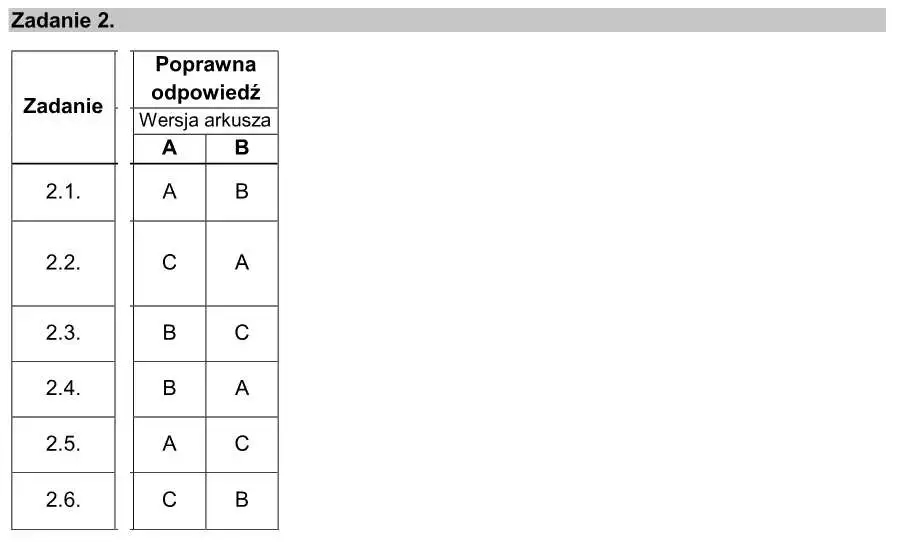 Zadanie 2.
Zadanie
Poprawna
odpowiedź
Wersja arkusza
A B
2.1. A B
2.2. C A
2.3. B C
2.4. B A
2.5. A C
2.6. C B